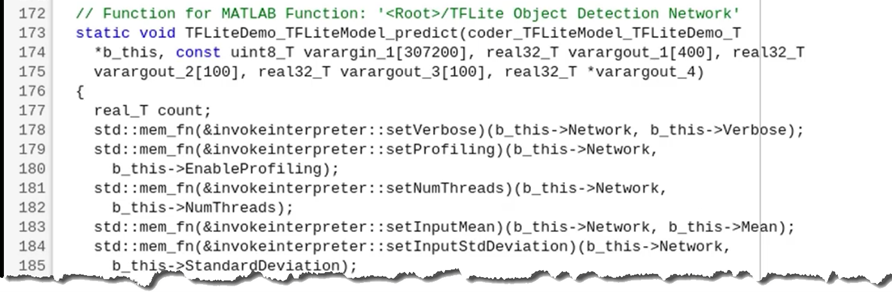 172 // Function for MATLAB Function: '<Root>/TFLite Object Detection Network'
173 static void TFLiteDemo_TFLiteModel_predict(coder_TFLiteModel_TFLiteDemo_T
174 *b_this, const uint8_T varargin_1[307200], real32_T varargout_1[400], real32_T
175 varargout_2[100], real32_T varargout_3[100], real32_T *varargout_4)
176 {
177 real_T count;
178 std::mem_fn(&invokeinterpreter::setVerbose)(b_this->Network, b_this->Verbose);
179 std::mem_fn(&invokeinterpreter::setProfiling)(b_this->Network,
180 b_this->EnableProfiling);
181 std::mem_fn(&invokeinterpreter::setNumThreads)(b_this->Network,
182 b_this->NumThreads);
183 std::mem_fn(&invokeinterpreter::setInputMean)(b_this->Network, b_this->Mean);
184 std::mem_fn(&invokeinterpreter::setInputStdDeviation)(b_this->Network,
185 b_this->StandardDeviation);